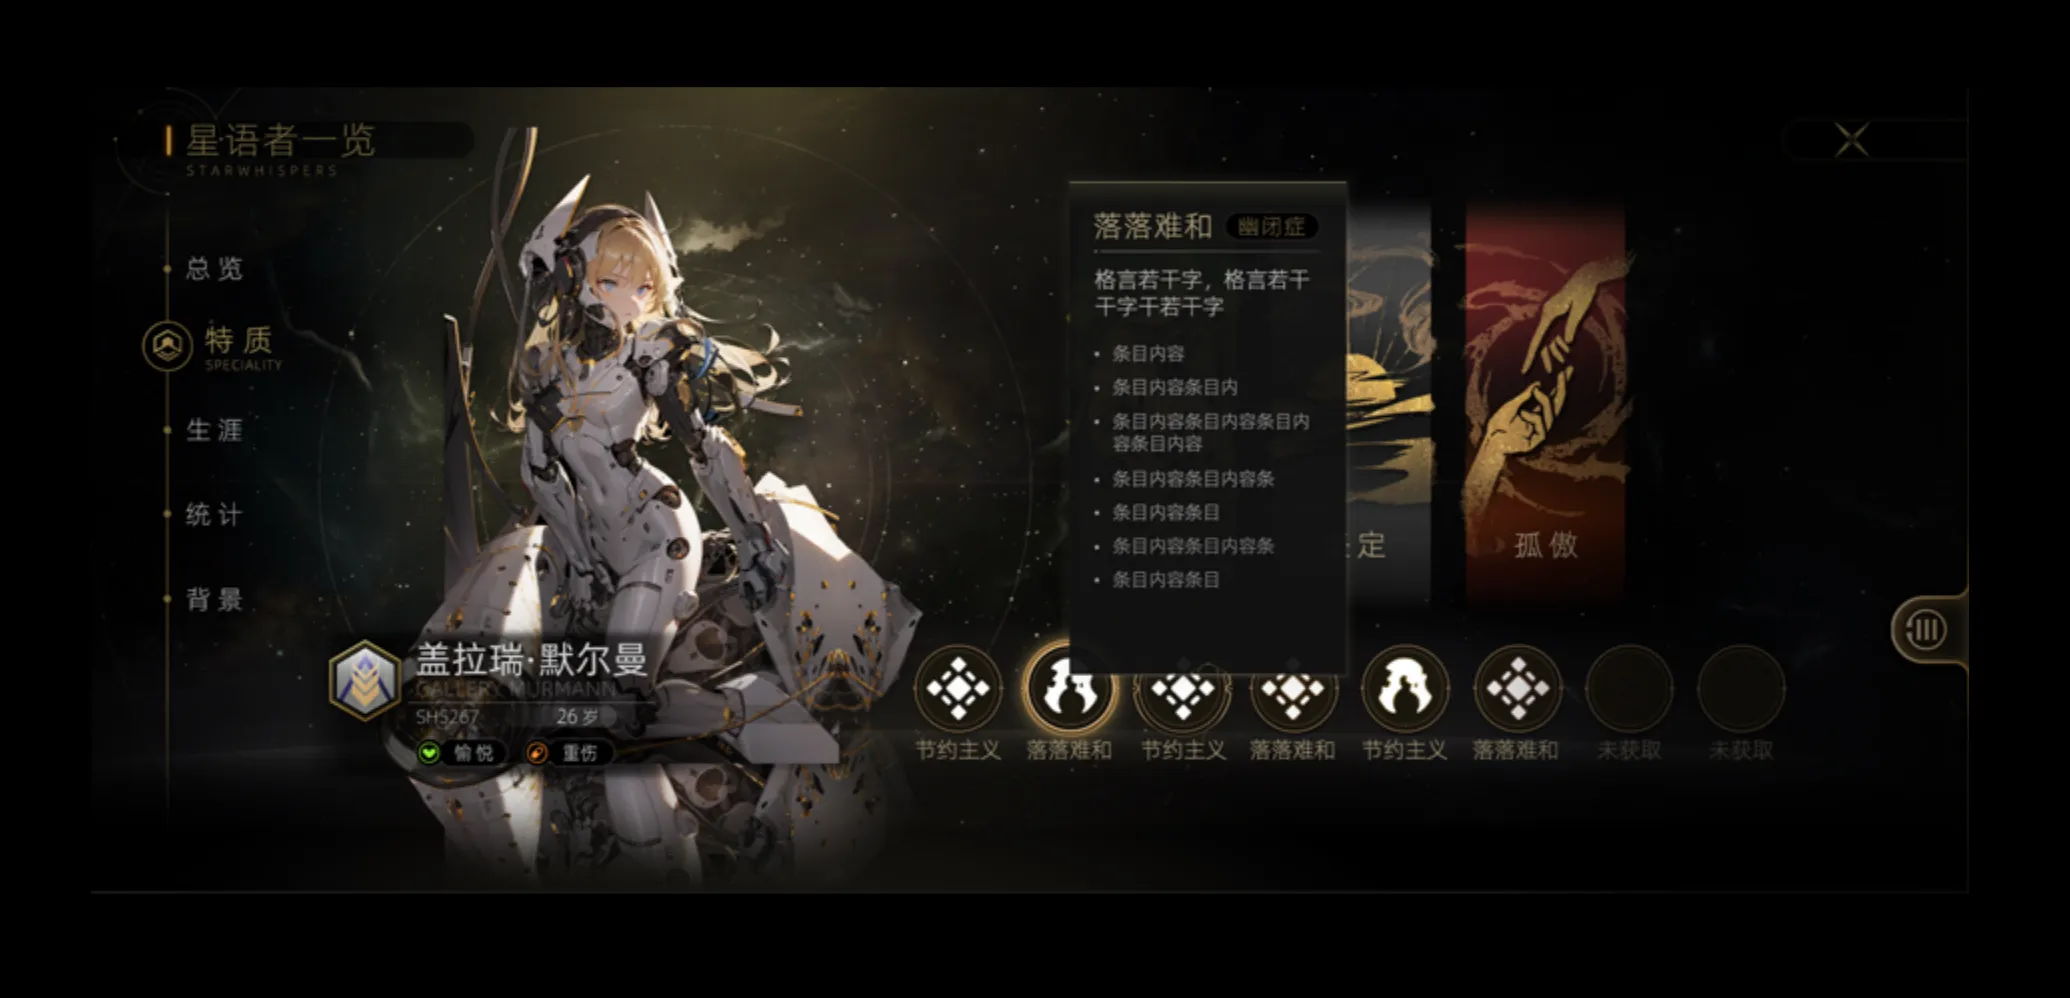 星语者一览
STARWHISPERS
总览
特质
SPECIALITY
生涯
统计
背景
盖拉瑞·默尔曼
GALLERY MURMANN
SH5267
26 岁
愉悦
重伤
落落难和
幽闭症
格言若干字，格言若干
干字干若干字
条目内容
条目内容条目内
条目内容条目内容条目内
容条目内容
条目内容条目内容条
条目内容条目
条目内容条目内容条
条目内容条目
定
孤傲
节约主义
落落难和
节约主义
落落难和
节约主义
落落难和
未获取
未获取